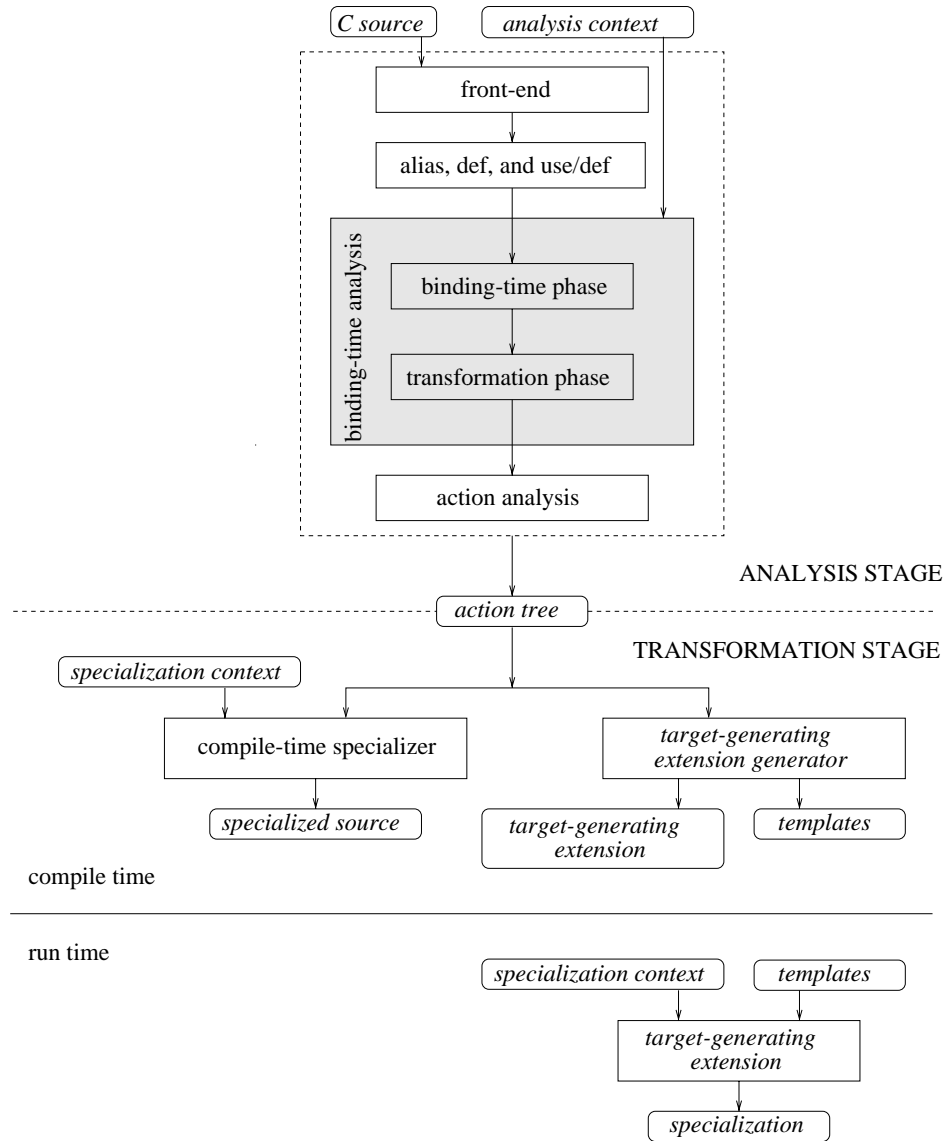 C source
analysis context
front-end
alias, def, and use/def
binding-time analysis
binding-time phase
transformation phase
action analysis
ANALYSIS STAGE
action tree
TRANSFORMATION STAGE
specialization context
compile-time specializer
target-generating
extension generator
specialized source
target-generating
extension
templates
compile time
run time
specialization context
templates
target-generating
extension
specialization